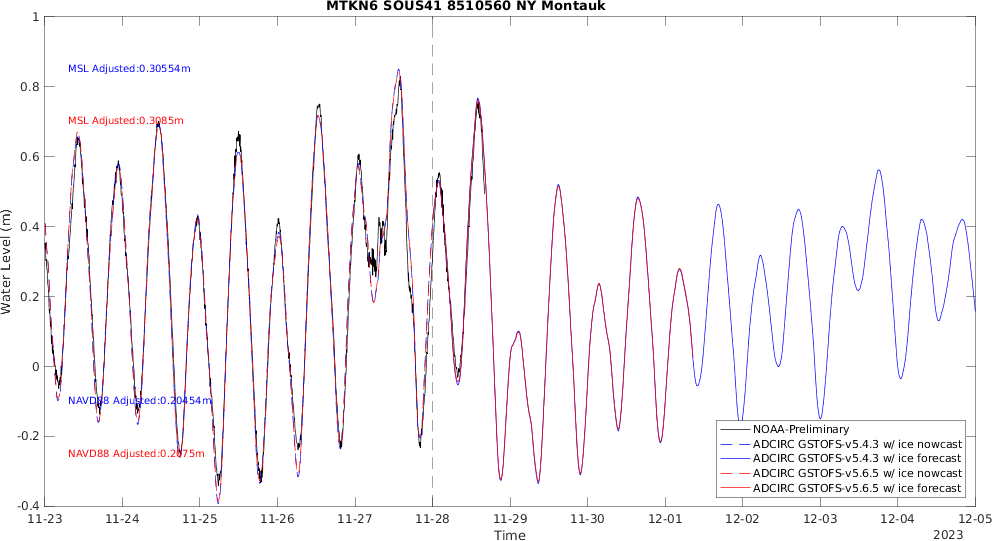 MTKN6 SOUS41 8510560 NY Montauk
1
0.8
0.6
0.4
0.2
0
-0.2
-0.4
Water Level (m)
MSL Adjusted:0.30554m
MSL Adjusted:0.3085m
NAVD88 Adjusted:0.20454m
NAVD88 Adjusted:0.2075m
NOAA-Preliminary
ADCIRC GSTOFS-v5.4.3 w/ ice nowcast
ADCIRC GSTOFS-v5.4.3 w/ ice forecast
ADCIRC GSTOFS-v5.6.5 w/ ice nowcast
ADCIRC GSTOFS-v5.6.5 w/ ice forecast
11-23 11-24 11-25 11-26 11-27 11-28 11-29 11-30 12-01 12-02 12-03 12-04 12-05
Time
2023